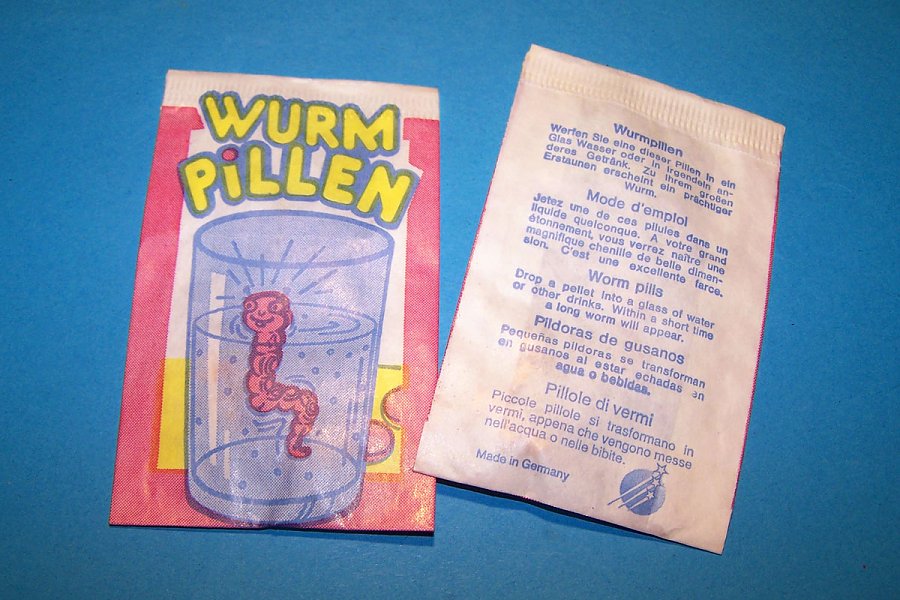 WURM
PiLLEN
Wurmpillen
Werfen Sie eine dieser Pillen in ein
Glas Wasser oder in irgendein an-
deres Getränk. Zu Ihrem großen
Erstaunen erscheint ein prächtiger
Wurm.
Mode d'emploi
Jetez une de ces pilules dans un
liquide quelconque. A votre grand
étonnement, vous verrez naître une
magnifique chenille de belle dimen-
sion. C'est une excellente farce.
Worm pills
Drop a pellet into a glass of water
or other drinks. Within a short time
a long worm will appear.
Pildoras de gusanos
Pequeñas pildoras se transforman
en gusanos al estar echadas en
agua o bebidas.
Pillole di vermi
Piccole pillole si trasformano in
vermi, appena che vengono messe
nell'acqua o nelle bibite.
Made in Germany